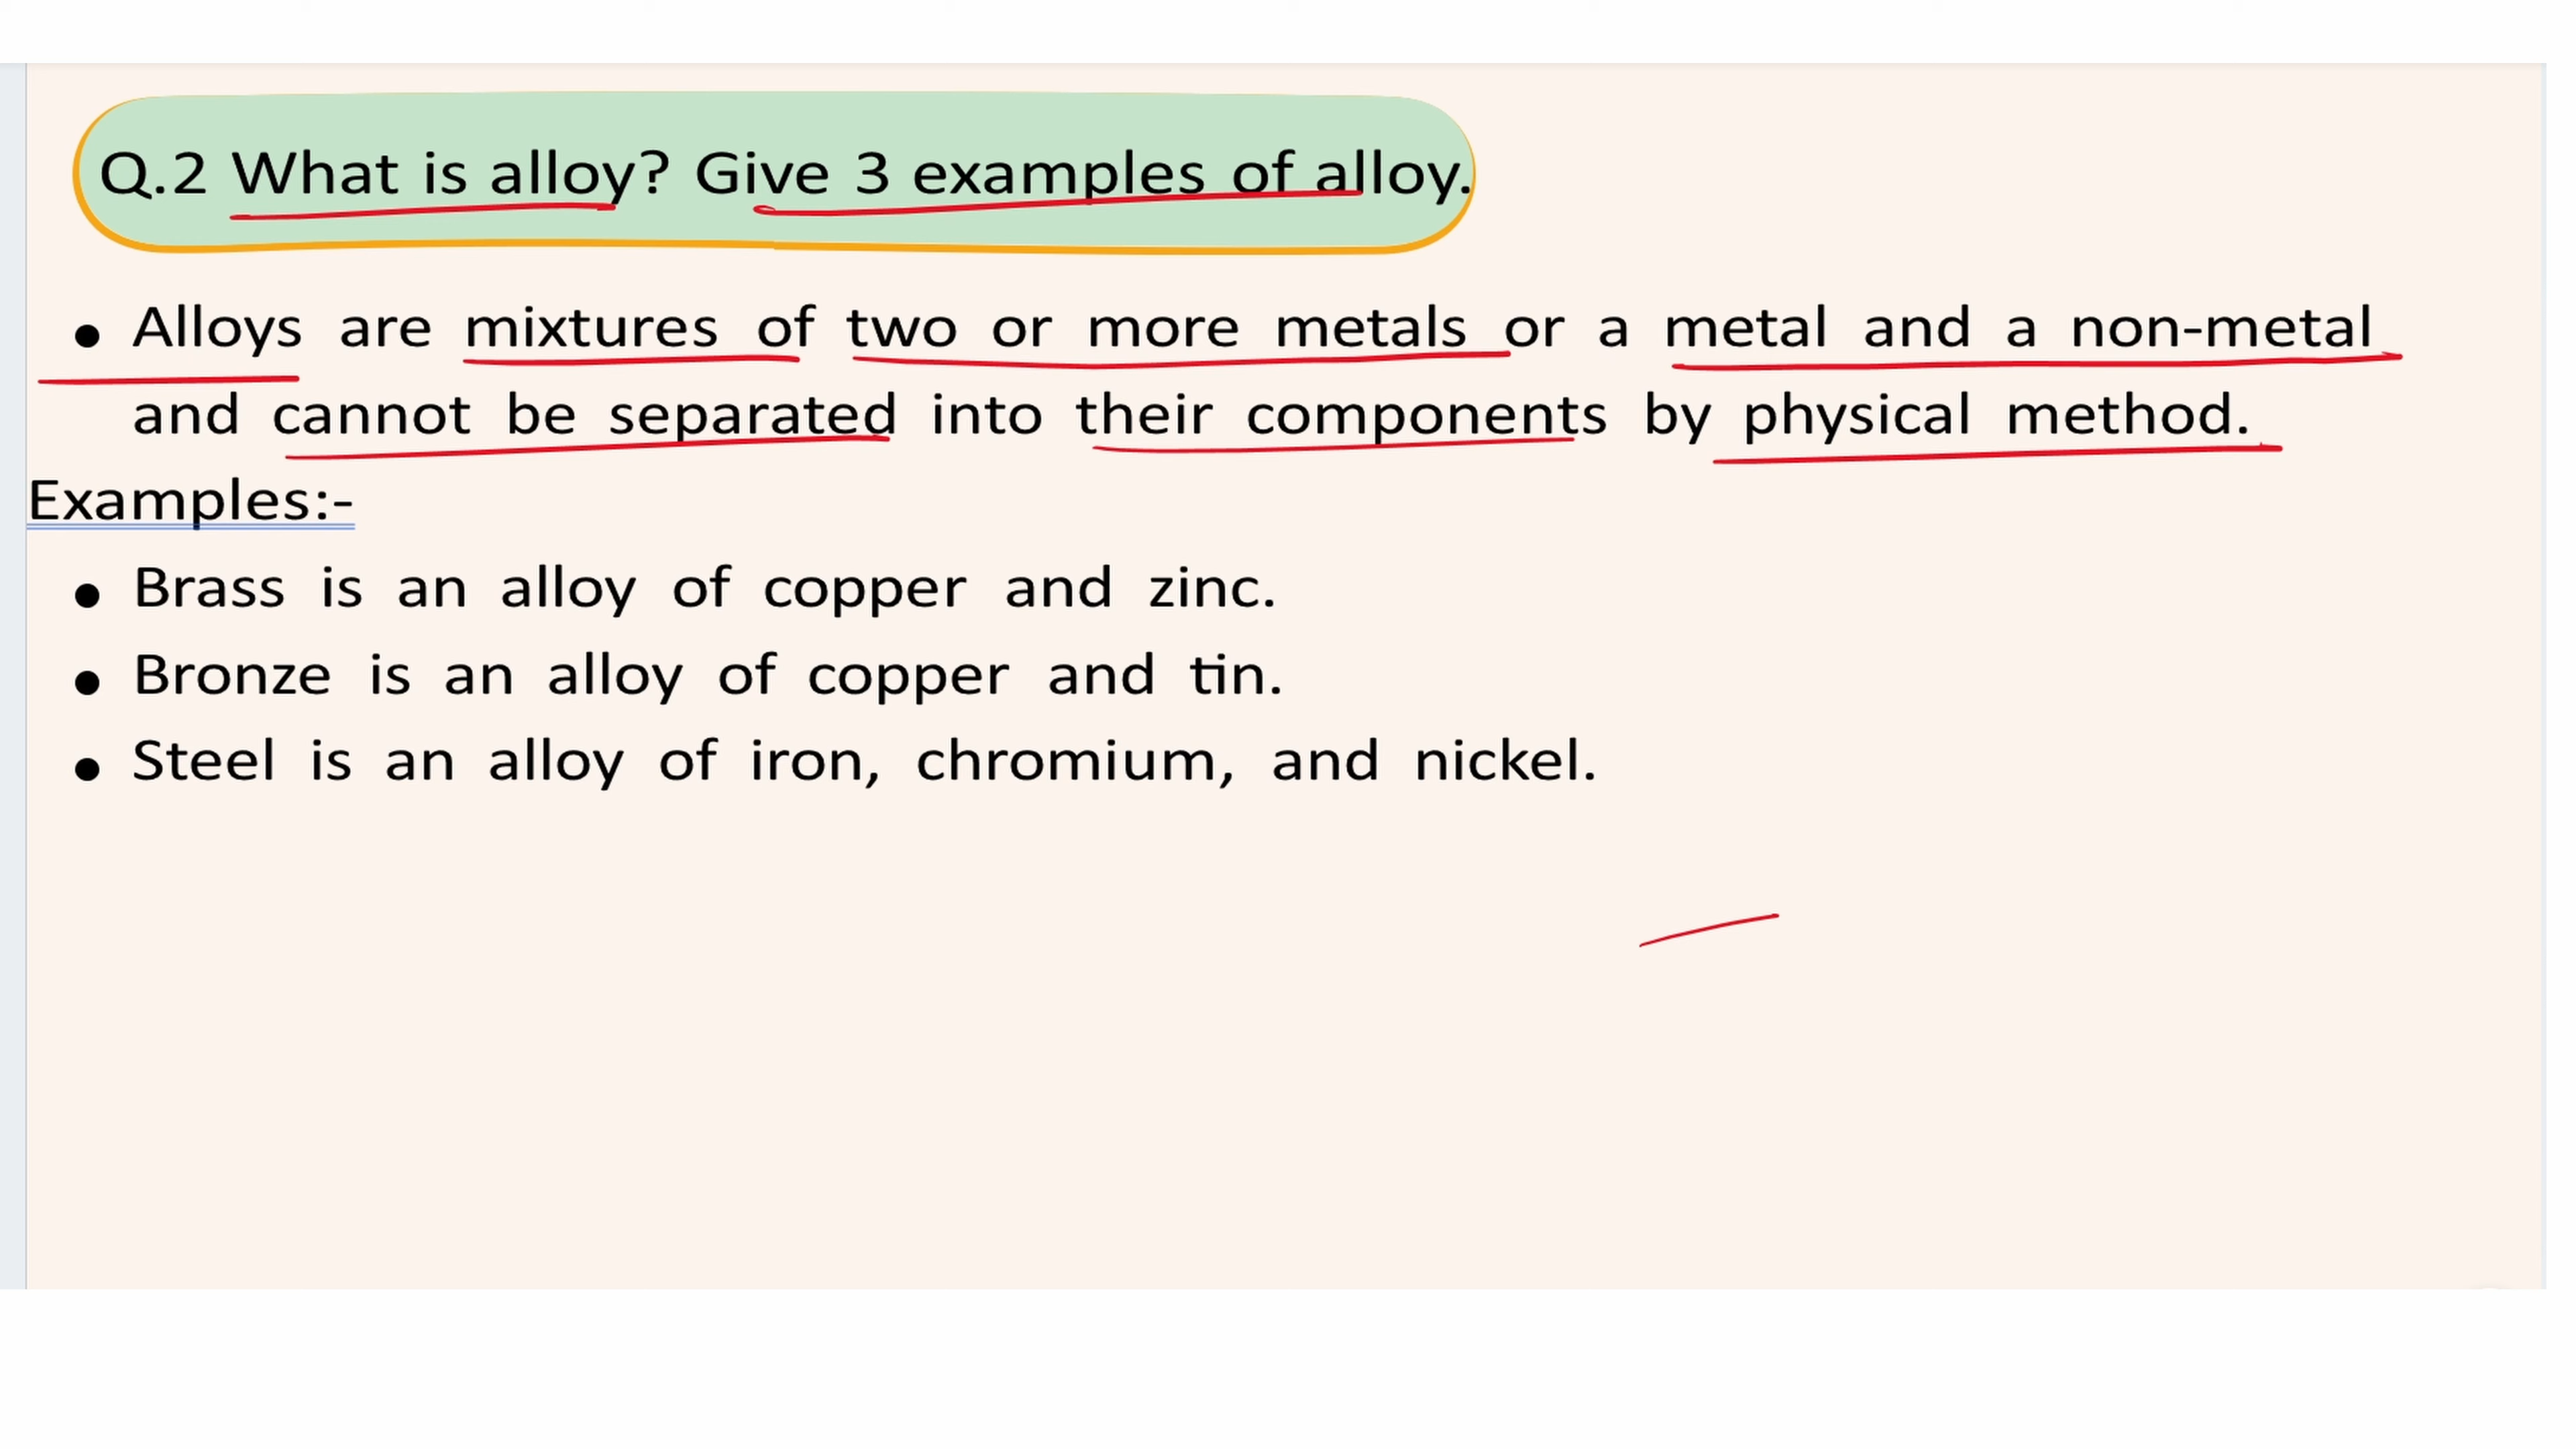 Q.2 What is alloy? Give 3 examples of alloy.
• Alloys are mixtures of two or more metals or a metal and a non-metal
and cannot be separated into their components by physical method.
Examples:-
• Brass is an alloy of copper and zinc.
• Bronze is an alloy of copper and tin.
• Steel is an alloy of iron, chromium, and nickel.